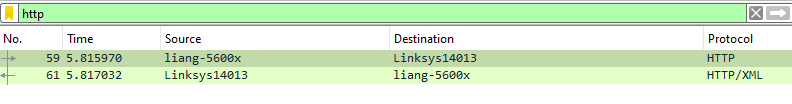 http
No. Time Source Destination Protocol
59 5.815970 liang-5600x Linksys14013 HTTP
61 5.817032 Linksys14013 liang-5600x HTTP/XML